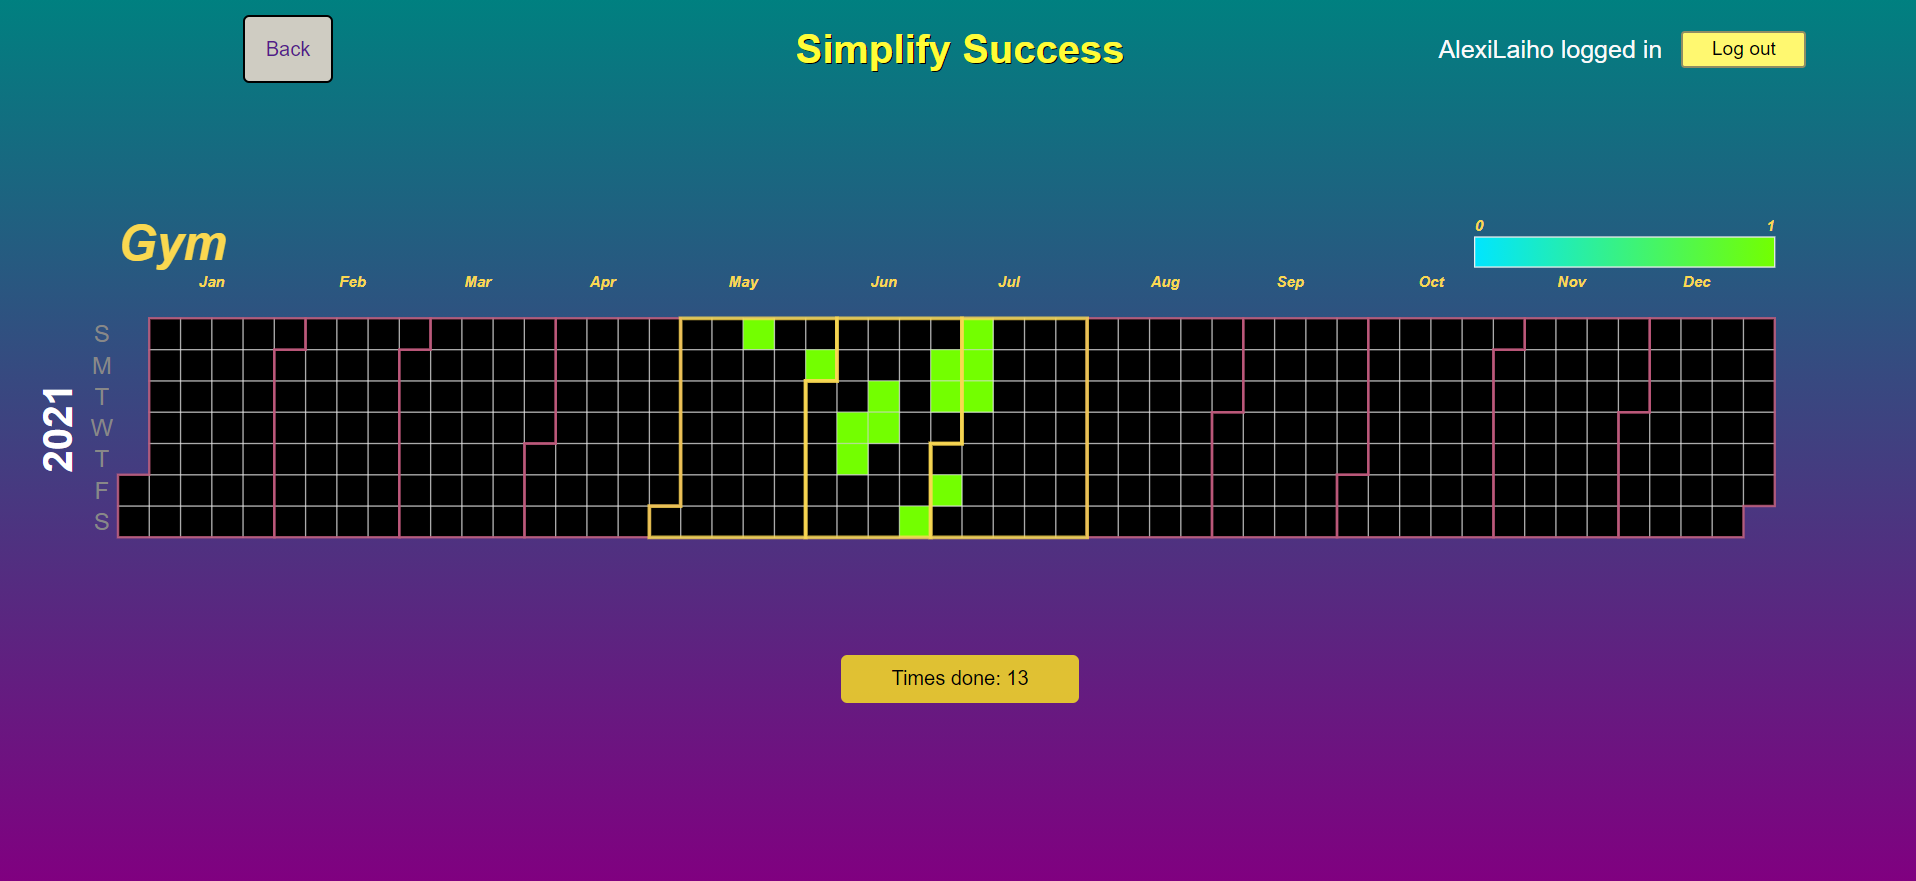 Back
Simplify Success
AlexiLaiho logged in
Log out
Gym
0 1
Jan Feb Mar Apr May Jun Jul Aug Sep Oct Nov Dec
2021
S
M
T
W
T
F
S
Times done: 13